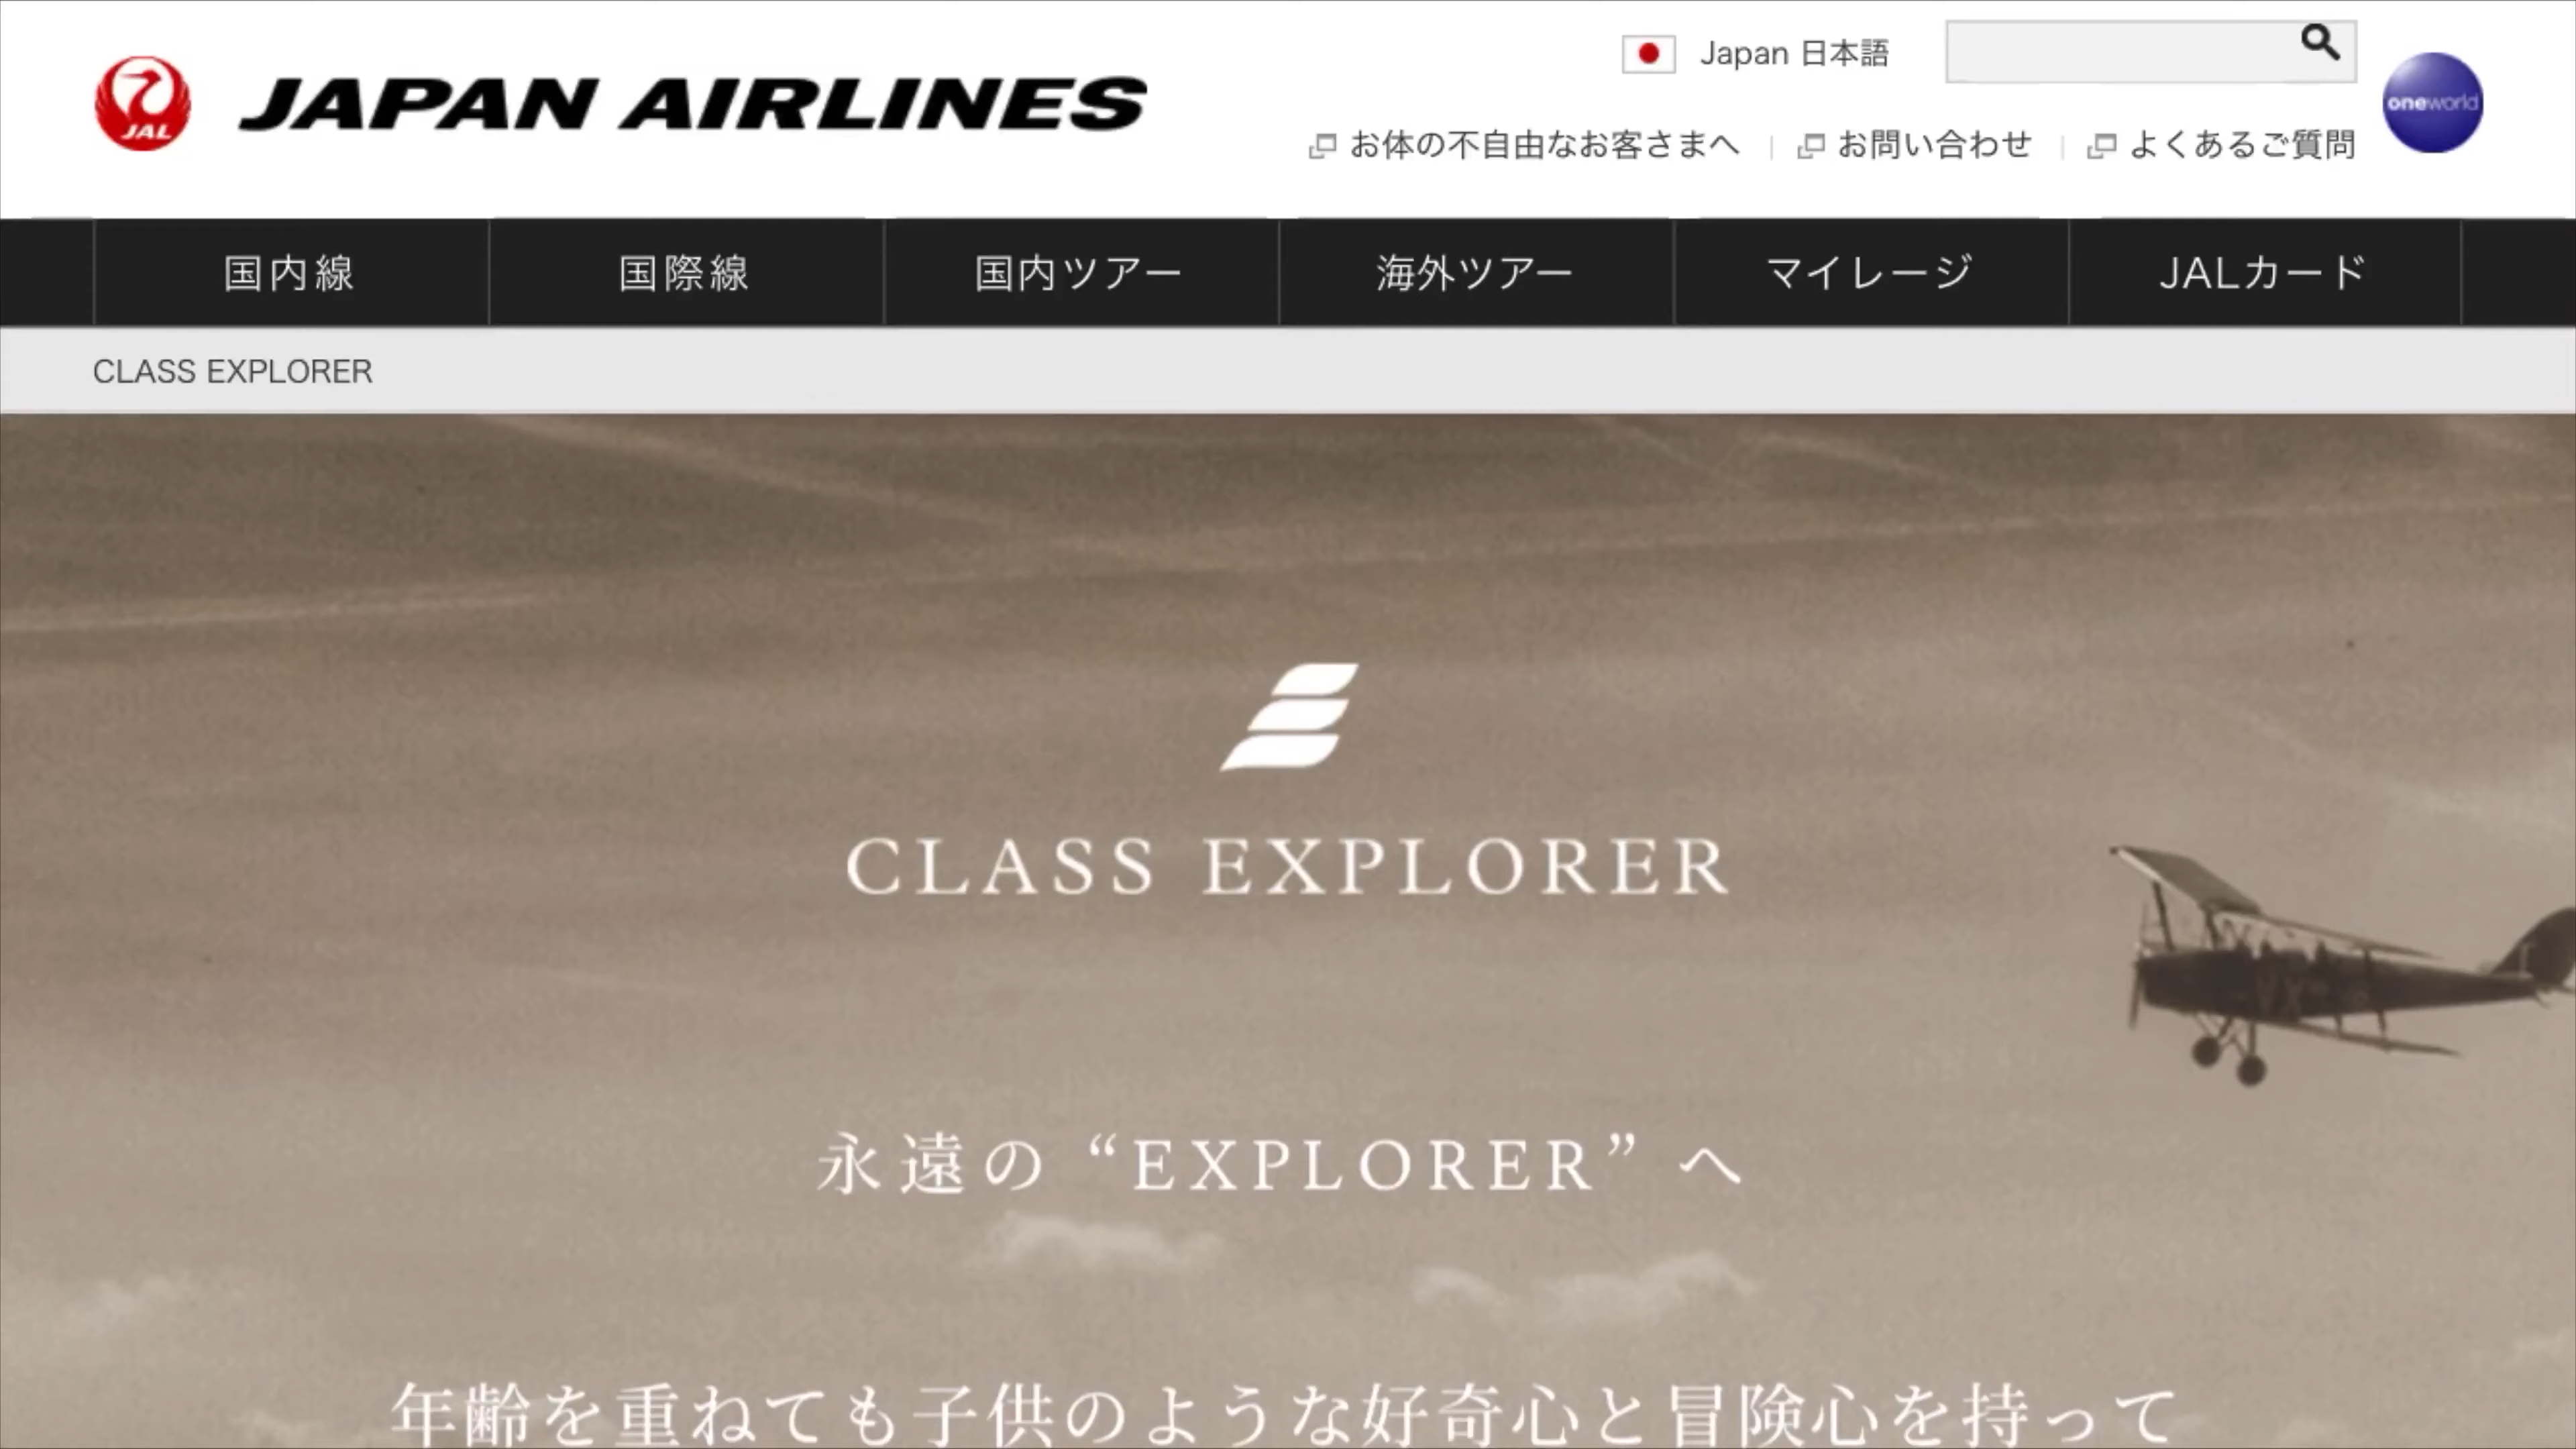 JAL
JAPAN AIRLINES
Japan 日本語
oneworld
お体の不自由なお客さまへ
お問い合わせ
よくあるご質問
国内線
国際線
国内ツアー
海外ツアー
マイレージ
JALカード
CLASS EXPLORER
CLASS EXPLORER
永遠の “EXPLORER” へ
年齢を重ねても子供のような好奇心と冒険心を持って